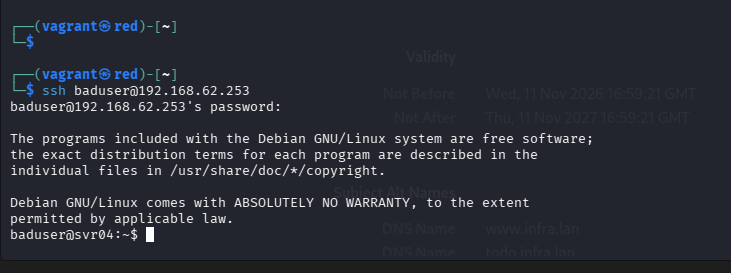 ┌──(vagrant㉿red)-[~]
└─$
┌──(vagrant㉿red)-[~]
└─$ ssh baduser@192.168.62.253
baduser@192.168.62.253's password:
The programs included with the Debian GNU/Linux system are free software;
the exact distribution terms for each program are described in the
individual files in /usr/share/doc/*/copyright.
Debian GNU/Linux comes with ABSOLUTELY NO WARRANTY, to the extent
permitted by applicable law.
baduser@svr04:~$
Validity
Not Before Wed, 11 Nov 2026 16:59:21 GMT
Not After Thu, 11 Nov 2027 16:59:21 GMT
Subject Alt Names
DNS Name www.infra.lan
DNS Name todo.infra.lan